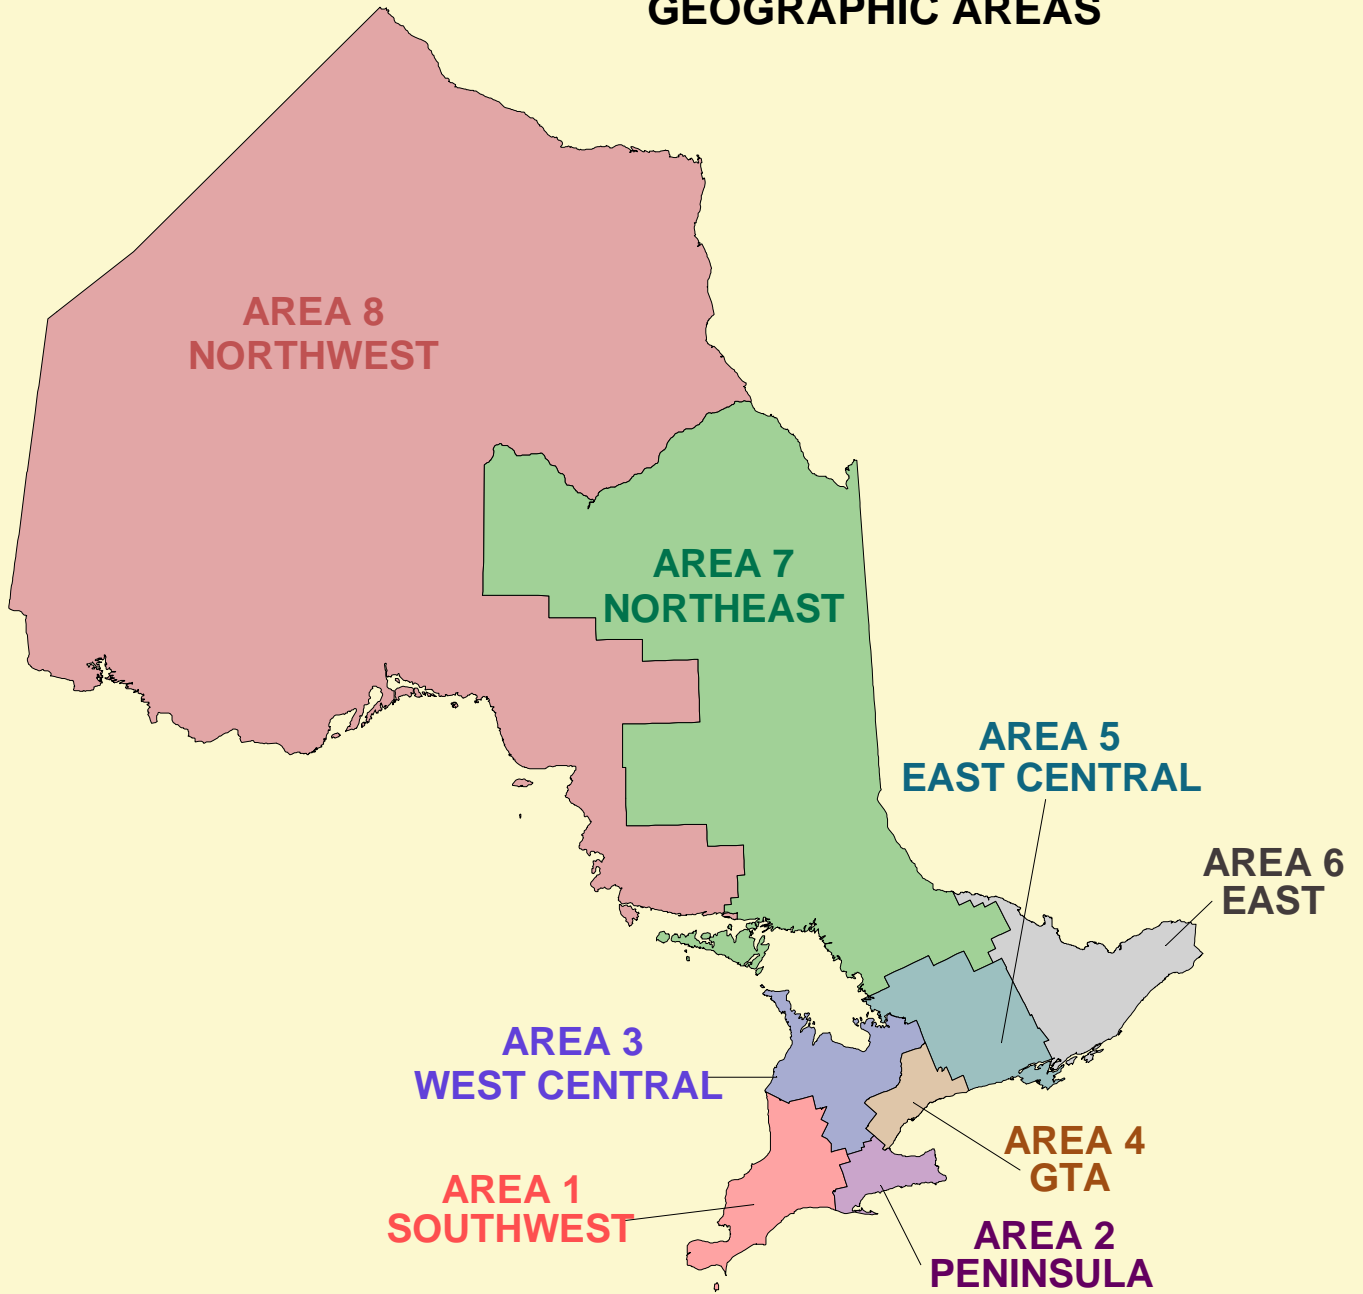 GEOGRAPHIC AREAS
AREA 8
NORTHWEST
AREA 7
NORTHEAST
AREA 5
EAST CENTRAL
AREA 6
EAST
AREA 3
WEST CENTRAL
AREA 4
GTA
AREA 1
SOUTHWEST
AREA 2
PENINSULA